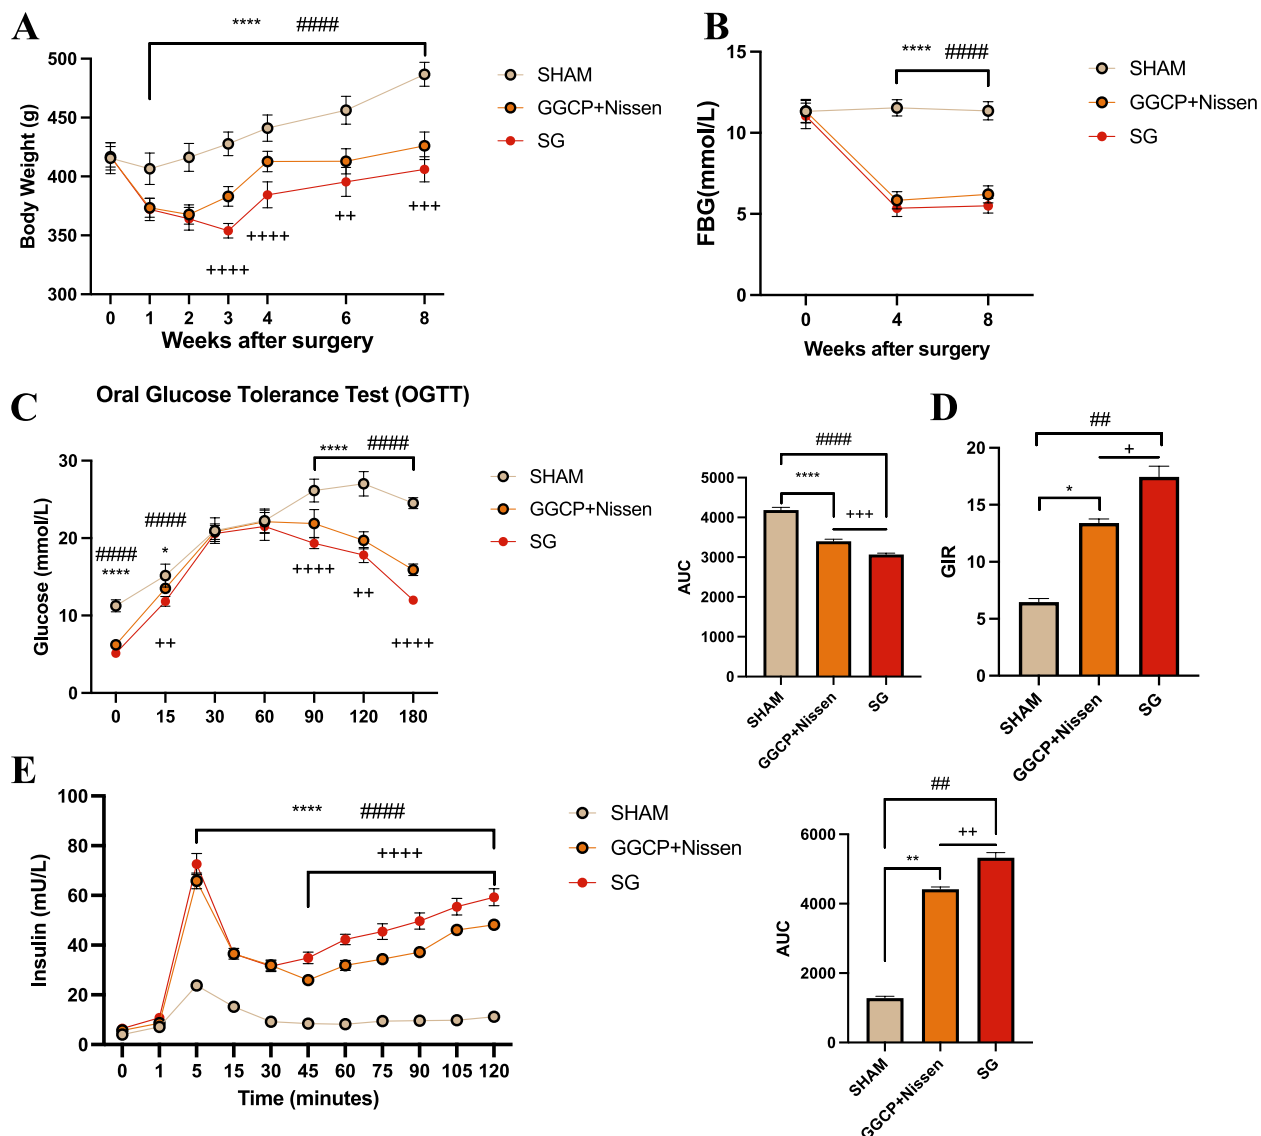 A
**** ####
500
450
400
350
300
Body Weight (g)
++++
++++
++
+++
0 1 2 3 4 6 8
Weeks after surgery
SHAM
GGCP+Nissen
SG
B
**** ####
15
10
5
0
FBG(mmol/L)
0 4 8
Weeks after surgery
SHAM
GGCP+Nissen
SG
C
Oral Glucose Tolerance Test (OGTT)
30
20
10
0
Glucose (mmol/L)
####
****
####
*
++
**** ####
++++
++
++++
0 15 30 60 90 120 180
SHAM
GGCP+Nissen
SG
####
****
+++
5000
4000
3000
2000
1000
0
AUC
SHAM
GGCP+Nissen
SG
D
##
+
*
20
15
10
5
0
GIR
SHAM
GGCP+Nissen
SG
E
100
80
60
40
20
0
Insulin (mU/L)
**** ####
++++
0 1 5 15 30 45 60 75 90 105 120
Time (minutes)
SHAM
GGCP+Nissen
SG
##
++
**
6000
4000
2000
0
AUC
SHAM
GGCP+Nissen
SG